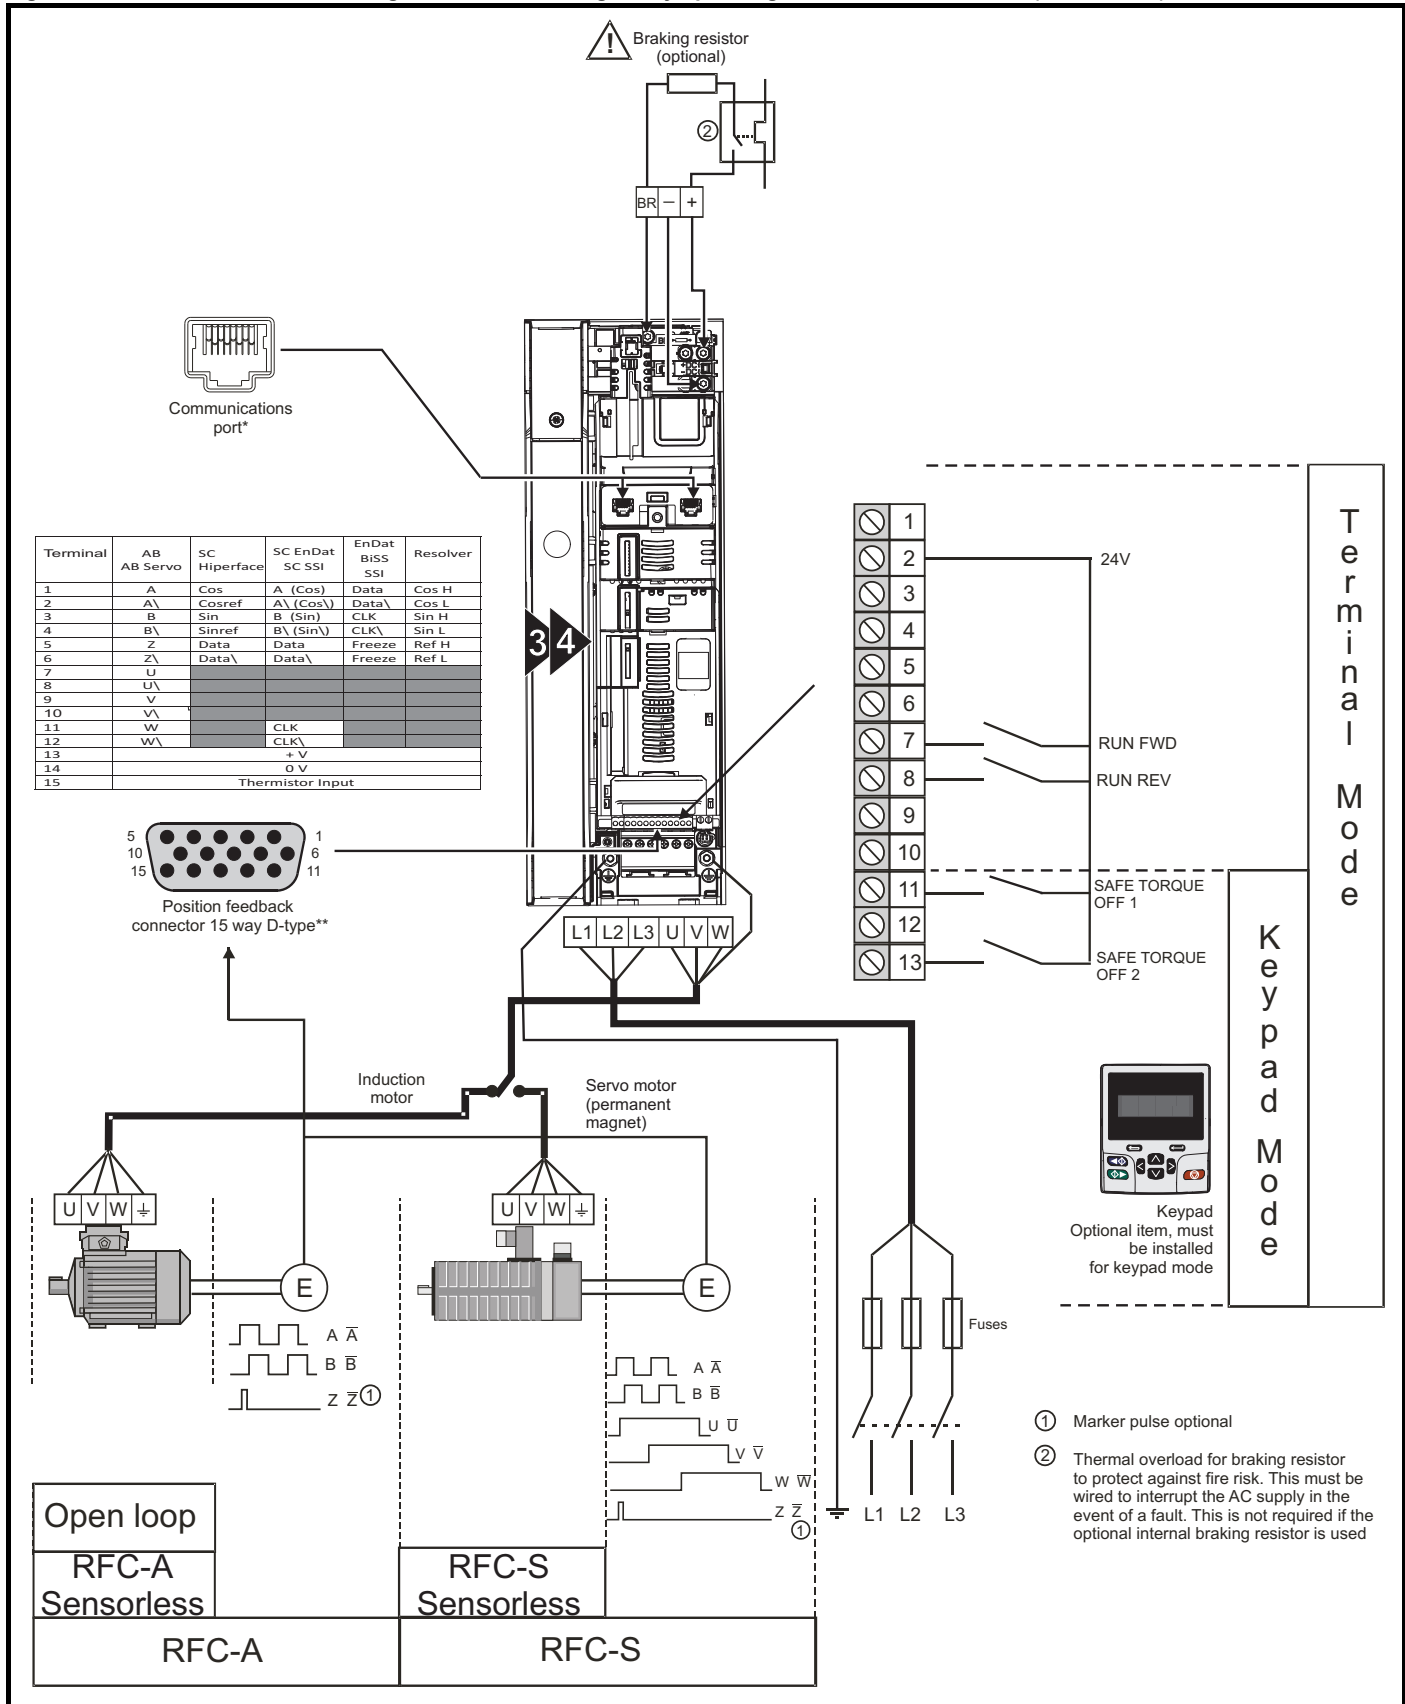 Braking resistor
(optional)
2
BR − +
Communications
port*
Terminal AB AB Servo SC Hiperface SC EnDat SC SSI EnDat BiSS SSI Resolver
1 A Cos A (Cos) Data Cos H
2 A\ Cosref A\ (Cos\) Data\ Cos L
3 B Sin B (Sin) CLK Sin H
4 B\ Sinref B\ (Sin\) CLK\ Sin L
5 Z Data Data Freeze Ref H
6 Z\ Data\ Data\ Freeze Ref L
7 U
8 U\
9 V
10 V\
11 W CLK
12 W\ CLK\
13 + V
14 0 V
15 Thermistor Input
3 4
5 1
10 6
15 11
Position feedback
connector 15 way D-type**
L1 L2 L3 U V W
1
2 24V
3
4
5
6
7 RUN FWD
8 RUN REV
9
10
11 SAFE TORQUE
OFF 1
12
13 SAFE TORQUE
OFF 2
Terminal Mode
Keypad Mode
Keypad
Optional item, must
be installed
for keypad mode
Induction
motor
Servo motor
(permanent
magnet)
U V W
E
A A̅
B B̅
Z Z̅ 1
U V W
E
A A̅
B B̅
U U̅
V V̅
W W̅
Z Z̅
1
Fuses
L1 L2 L3
1 Marker pulse optional
2 Thermal overload for braking resistor
to protect against fire risk. This must be
wired to interrupt the AC supply in the
event of a fault. This is not required if the
optional internal braking resistor is used
Open loop
RFC-A
Sensorless
RFC-A
RFC-S
Sensorless
RFC-S